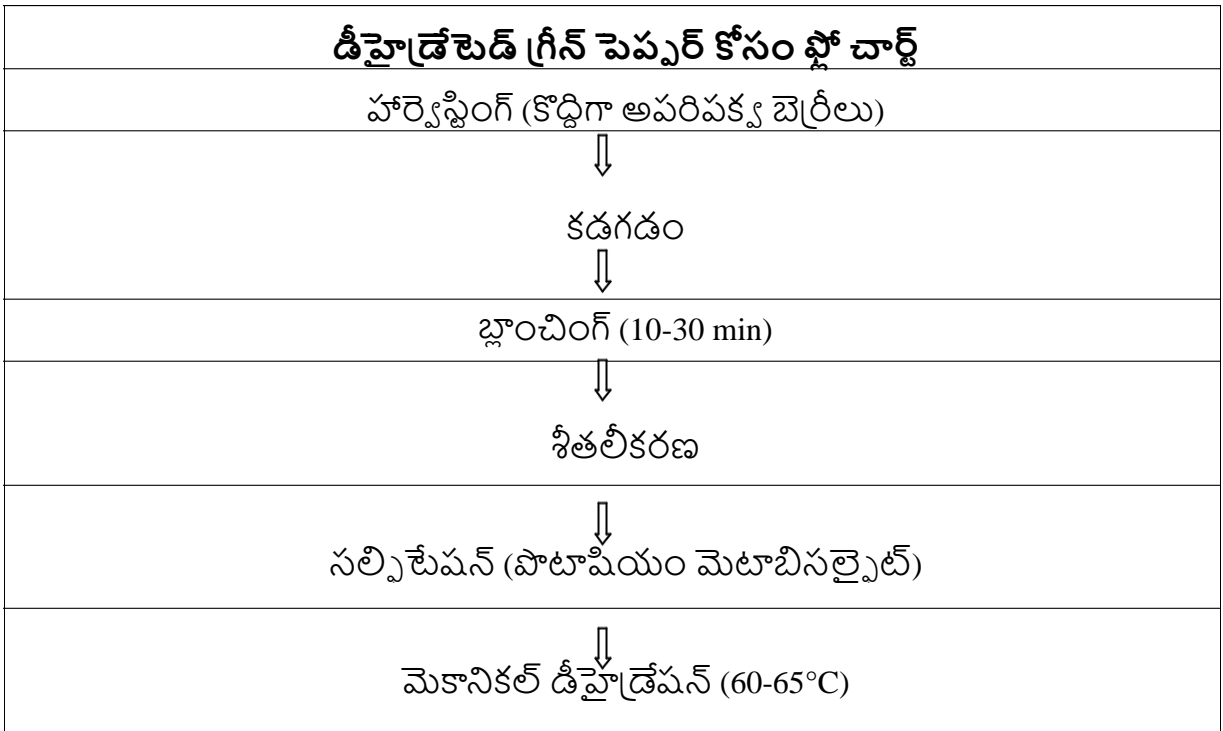 డీహైడ్రేటెడ్ గ్రీన్ పెప్పర్ కోసం ఫ్లో చార్ట్
హార్వెస్టింగ్ (కొద్దిగా అపరిపక్వ బెర్రీలు)
కడగడం
బ్లాంచింగ్ (10-30 min)
శీతలీకరణ
సల్ఫిటేషన్ (పొటాషియం మెటాబిసల్ఫైట్)
మెకానికల్ డీహైడ్రేషన్ (60-65°C)